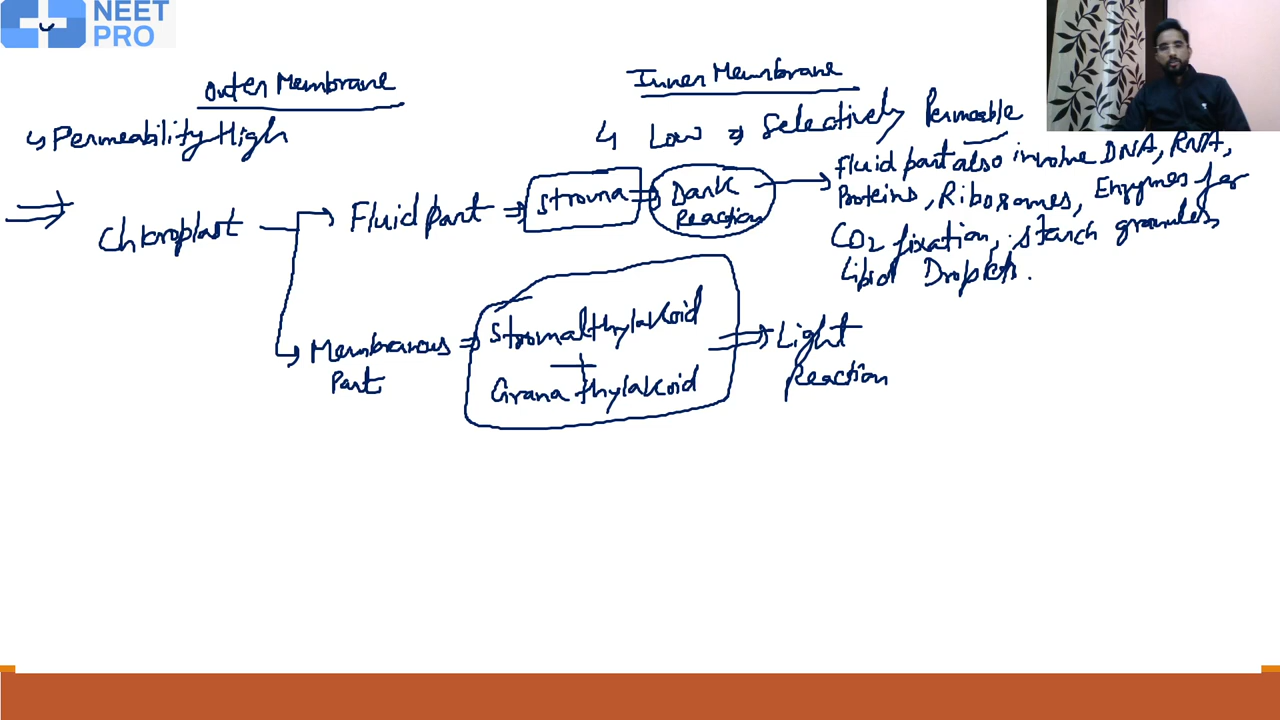 NEET
PRO
Outer Membrane
Inner Membrane
↳ Permeability High
↳ Low ⇒ Selectively Permeable
⇒ Chloroplast → Fluid part ⇒ Stroma ⇒ Dark Reaction →
fluid part also involve DNA, RNA,
Proteins, Ribosomes, Enzymes for
CO2 fixation, starch granules,
Lipid Droplets.
↳ Membranous Part ⇒
Stromalthylakoid
+
Grana thylakoid
⇒ Light
Reaction